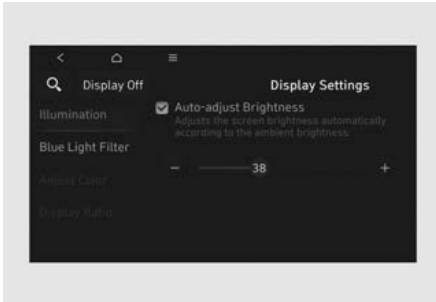 Display Off
Display Settings
Illumination
Auto-adjust Brightness
Adjusts the screen brightness automatically
according to the ambient brightness.
Blue Light Filter
38
Adjust Color
Display Ratio